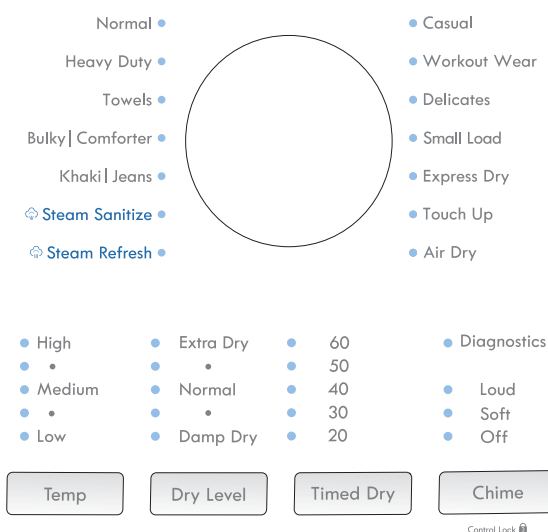 Normal
Heavy Duty
Towels
Bulky | Comforter
Khaki | Jeans
Steam Sanitize
Steam Refresh
Casual
Workout Wear
Delicates
Small Load
Express Dry
Touch Up
Air Dry
High
Medium
Low
Temp
Extra Dry
Normal
Damp Dry
Dry Level
60
50
40
30
20
Timed Dry
Diagnostics
Loud
Soft
Off
Chime
Control Lock